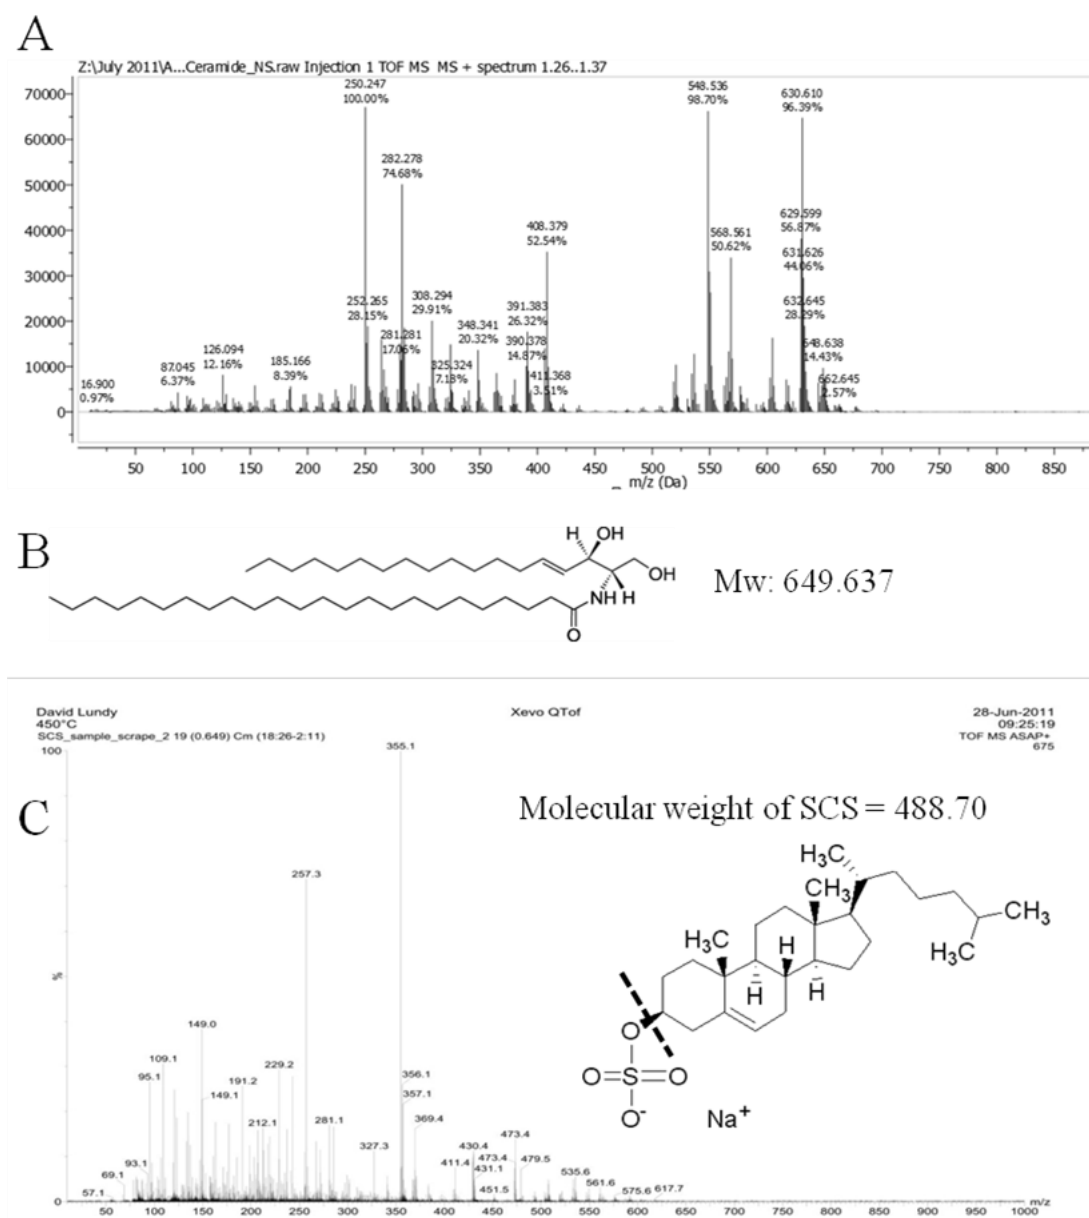 A
Z:\July 2011\A...Ceramide_NS.raw Injection 1 TOF MS MS + spectrum 1.26..1.37
70000
60000
50000
40000
30000
20000
10000
0
16.900
0.97%
87.045
6.37%
126.094
12.16%
185.166
8.39%
250.247
100.00%
252.265
28.15%
282.278
74.68%
281.281
17.06%
308.294
29.91%
325.324
7.18%
348.341
20.32%
391.383
26.32%
390.378
14.87%
408.379
52.54%
411.368
3.51%
548.536
98.70%
568.561
50.62%
630.610
96.39%
629.599
56.87%
631.626
44.06%
632.645
28.29%
14.43%
662.645
2.57%
50 100 150 200 250 300 350 400 450 500 550 600 650 700 750 800 850
m/z (Da)
B
H OH
OH
NH H
O
Mw: 649.637
David Lundy Xevo QTof 28-Jun-2011
450°C 09:25:19
SCS_sample_scrape_2 19 (0.649) Cm (18:26-2:11) TOF MS ASAP+
675
100
%
0
C
Molecular weight of SCS = 488.70
355.1
257.3
149.0
109.1
95.1
93.1
69.1
57.1
149.1
191.2
212.1
229.2
281.1
327.3
356.1
357.1
369.4
411.4
430.4
431.1
451.5
473.4
473.4
479.5
535.6
561.6
575.6
617.7
H₃C
CH₃
CH₃
H₃C
H₃C
H
H
H
O
O=S=O
O⁻
Na⁺
50 100 150 200 250 300 350 400 450 500 550 600 650 700 750 800 850 900 950 1000
m/z